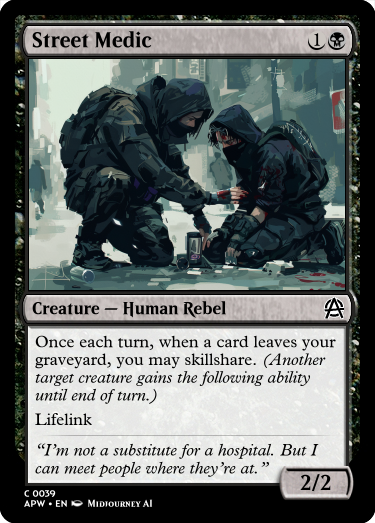 Street Medic 1
Creature — Human Rebel
Once each turn, when a card leaves your
graveyard, you may skillshare. (Another
target creature gains the following ability
until end of turn.)
Lifelink
“I’m not a substitute for a hospital. But I
can meet people where they’re at.”
2/2
C 0039
APW • EN Midjourney AI